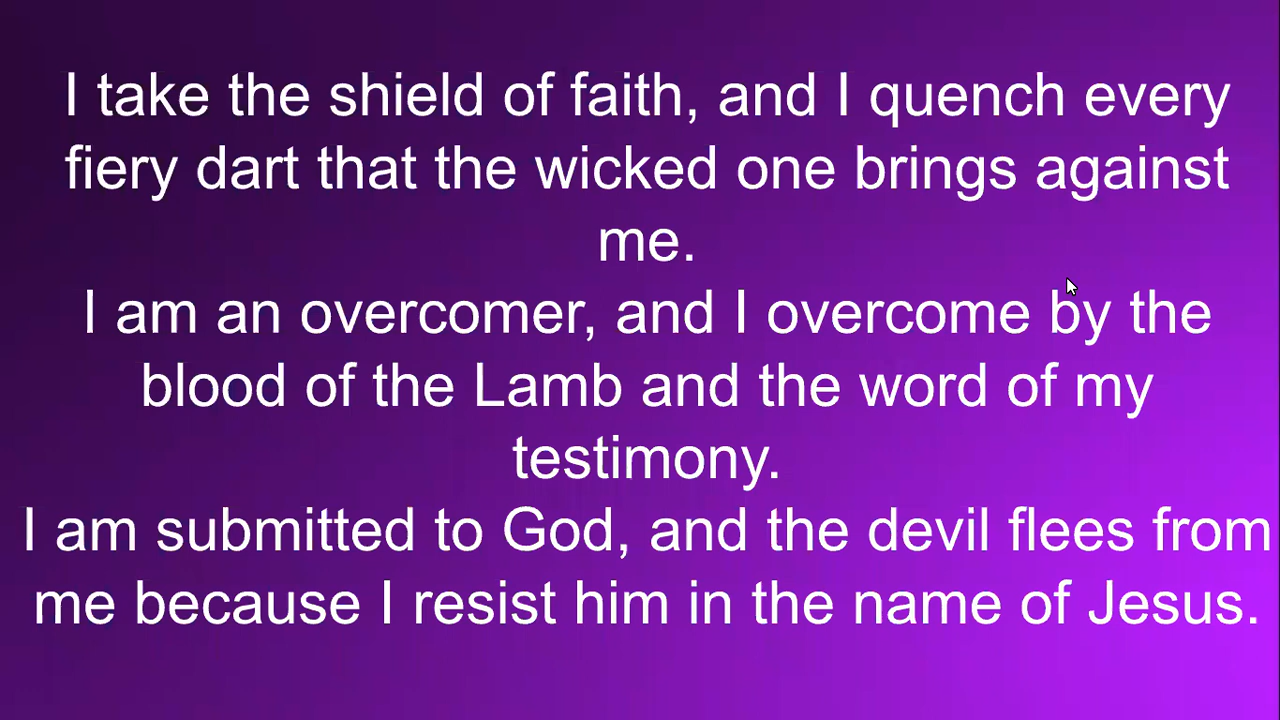 I take the shield of faith, and I quench every
fiery dart that the wicked one brings against
me.
I am an overcomer, and I overcome by the
blood of the Lamb and the word of my
testimony.
I am submitted to God, and the devil flees from
me because I resist him in the name of Jesus.